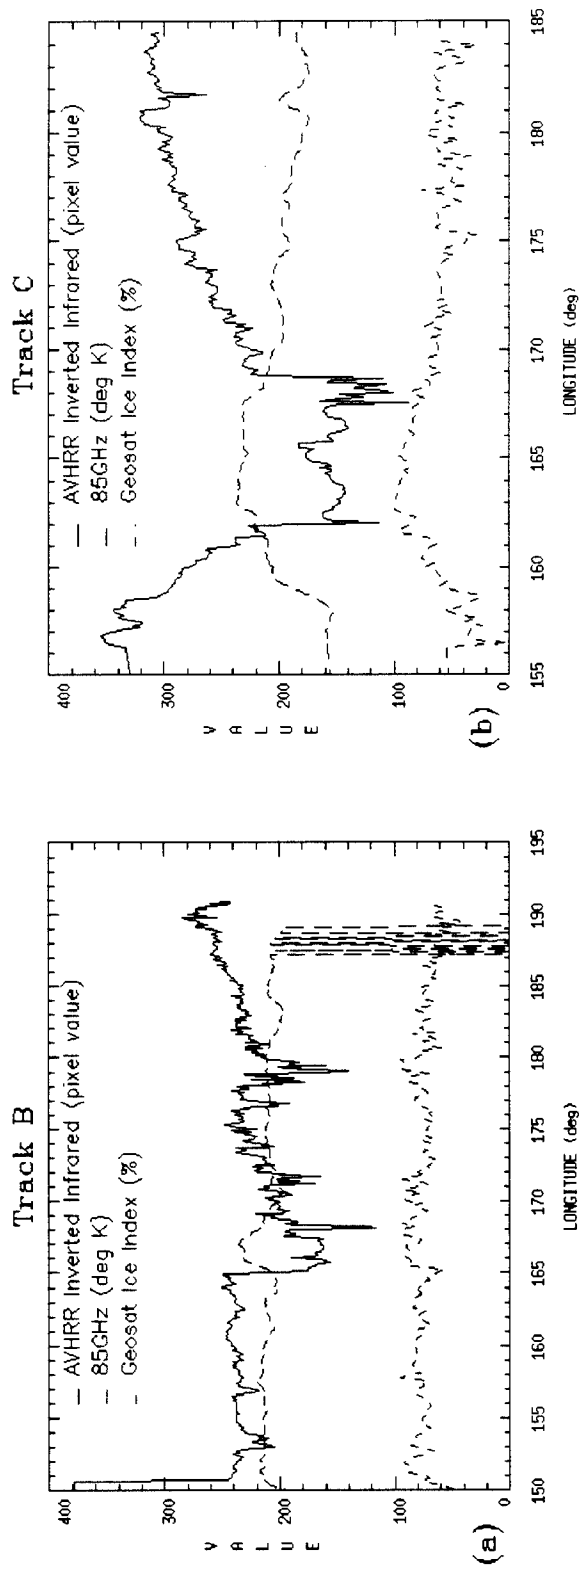 Track B
— AVHRR Inverted Infrared (pixel value)
— 85GHz (deg K)
- Geosat Ice Index (%)
400
300
200
100
0
VALUE
150
155
160
165
170
175
180
185
190
195
LONGITUDE (deg)
(a)
Track C
— AVHRR Inverted Infrared (pixel value)
— 85GHz (deg K)
- - Geosat Ice Index (%)
400
300
200
100
0
VALUE
155
160
165
170
175
180
185
LONGITUDE (deg)
(b)